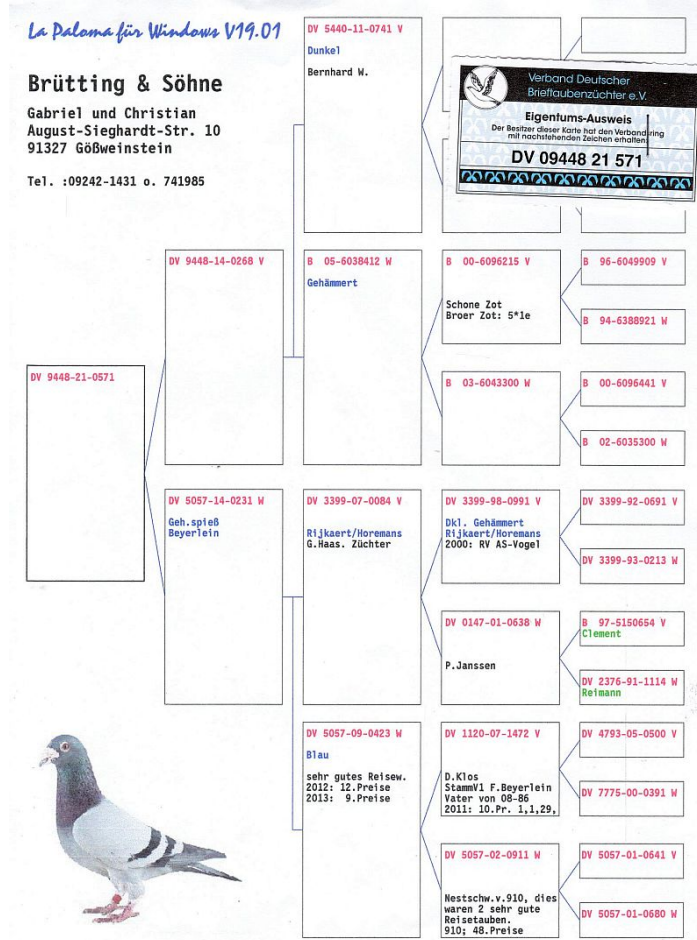 La Paloma für Windows V19.01
Brütting & Söhne
Gabriel und Christian
August-Sieghardt-Str. 10
91327 Gößweinstein
Tel. :09242-1431 o. 741985
DV 9448-21-0571
DV 9448-14-0268 V
DV 5057-14-0231 W
Geh.spieß
Beyerlein
DV 5440-11-0741 V
Dunkel
Bernhard W.
B 05-6038412 W
Gehämmert
DV 3399-07-0084 V
Rijkaert/Horemans
G.Haas. Züchter
DV 5057-09-0423 W
Blau
sehr gutes Reisew.
2012: 12.Preise
2013: 9.Preise
Verband Deutscher
Brieftaubenzüchter e.V.
Eigentums-Ausweis
Der Besitzer dieser Karte hat den Verbandsring
mit nachstehenden Zeichen erhalten:
DV 09448 21 571
B 00-6096215 V
Schone Zot
Broer Zot: 5*1e
B 03-6043300 W
DV 3399-98-0991 V
Dkl. Gehämmert
Rijkaert/Horemans
2000: RV AS-Vogel
DV 0147-01-0638 W
P.Janssen
DV 1120-07-1472 V
D.Klos
StammV1 F.Beyerlein
Vater von 08-86
2011: 10.Pr. 1,1,29,
DV 5057-02-0911 W
Nestschw.v.910, dies
waren 2 sehr gute
Reisetauben.
910; 48.Preise
B 96-6049909 V
B 94-6388921 W
B 00-6096441 V
B 02-6035300 W
DV 3399-92-0691 V
DV 3399-93-0213 W
B 97-5150654 V
Clement
DV 2376-91-1114 W
Reimann
DV 4793-05-0500 V
DV 7775-00-0391 W
DV 5057-01-0641 V
DV 5057-01-0680 W